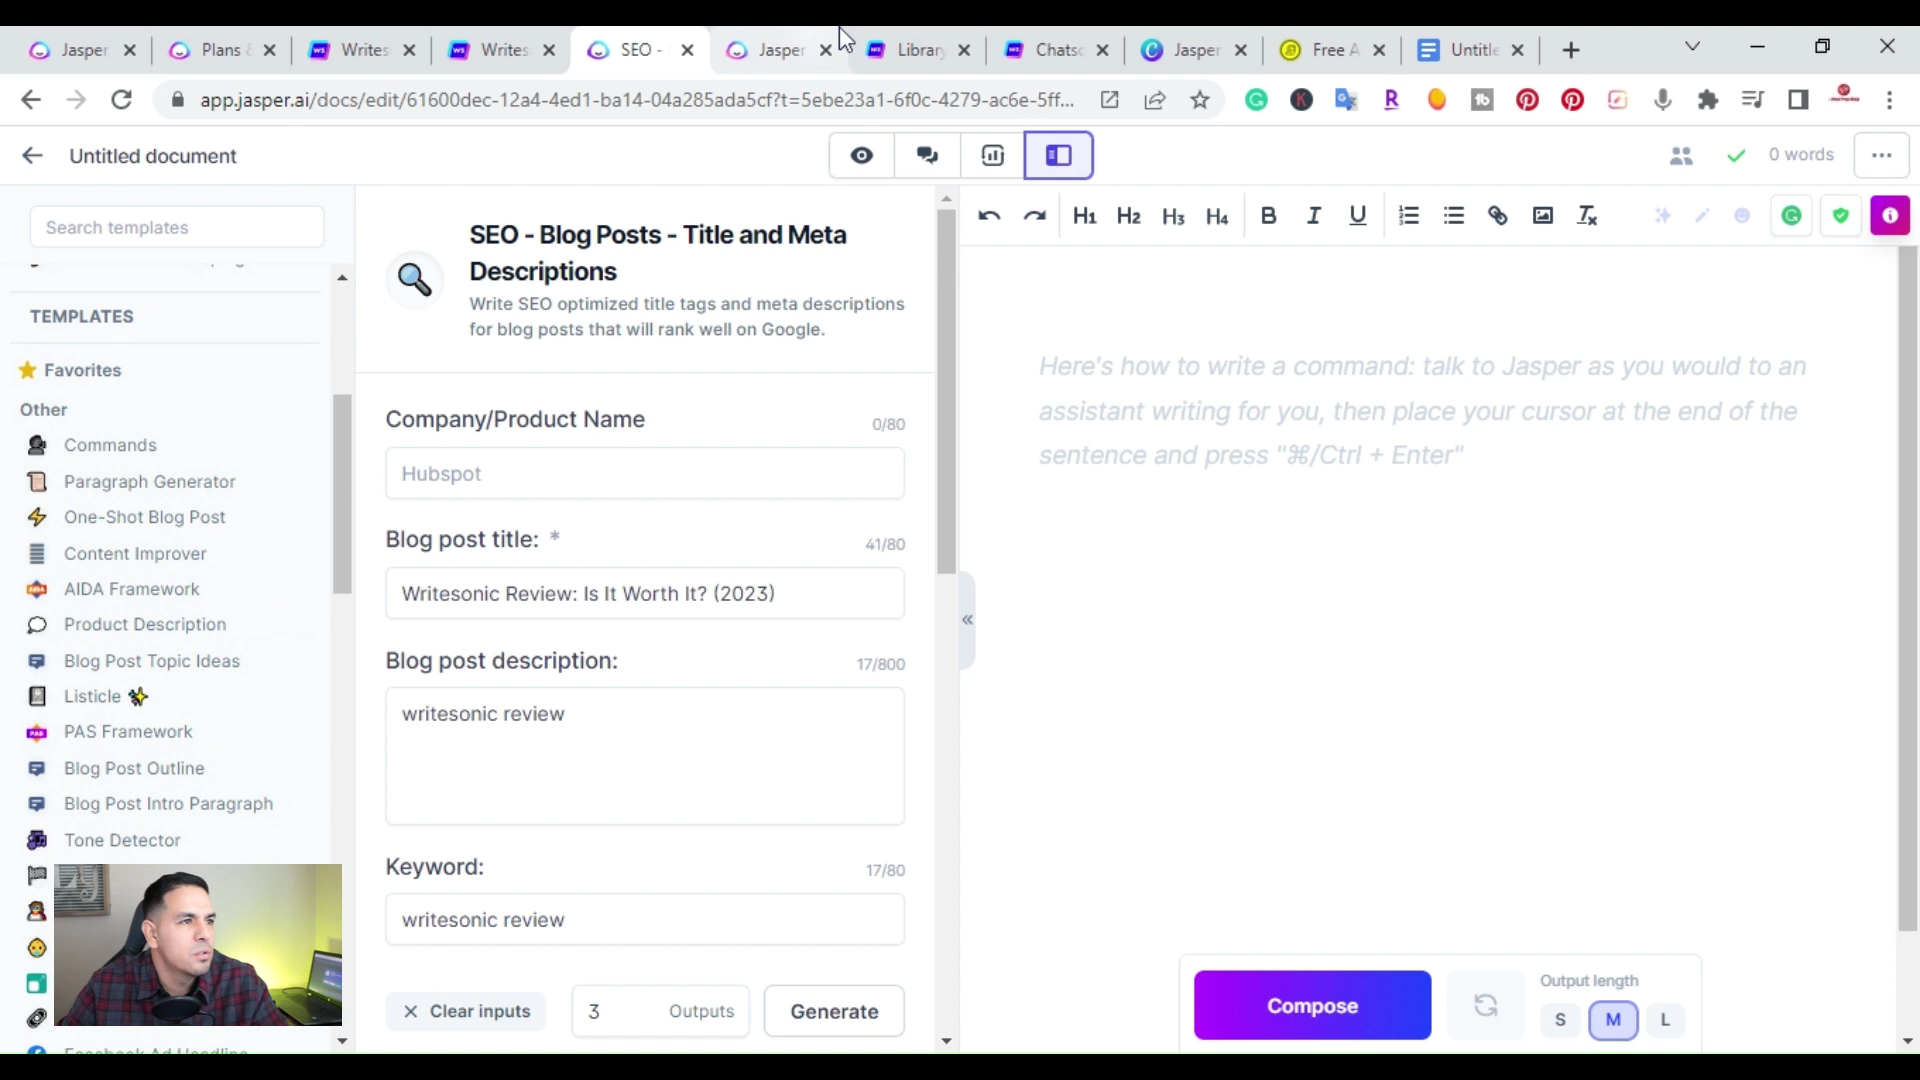 Jasper
Plans &
Writes
Writes
SEO -
Jasper
Library
Chatsc
Jasper
Free A
Untitle
app.jasper.ai/docs/edit/61600dec-12a4-4ed1-ba14-04a285ada5cf?t=5ebe23a1-6f0c-4279-ac6e-5ff...
Untitled document
0 words
Search templates
TEMPLATES
Favorites
Other
Commands
Paragraph Generator
One-Shot Blog Post
Content Improver
AIDA Framework
Product Description
Blog Post Topic Ideas
Listicle
PAS Framework
Blog Post Outline
Blog Post Intro Paragraph
Tone Detector
SEO - Blog Posts - Title and Meta
Descriptions
Write SEO optimized title tags and meta descriptions
for blog posts that will rank well on Google.
Company/Product Name
0/80
Hubspot
Blog post title: *
41/80
Writesonic Review: Is It Worth It? (2023)
Blog post description:
17/800
writesonic review
Keyword:
17/80
writesonic review
Clear inputs
3 Outputs
Generate
H1 H2 H3 H4 B I U
Here's how to write a command: talk to Jasper as you would to an
assistant writing for you, then place your cursor at the end of the
sentence and press "⌘/Ctrl + Enter"
Compose
Output length
S M L